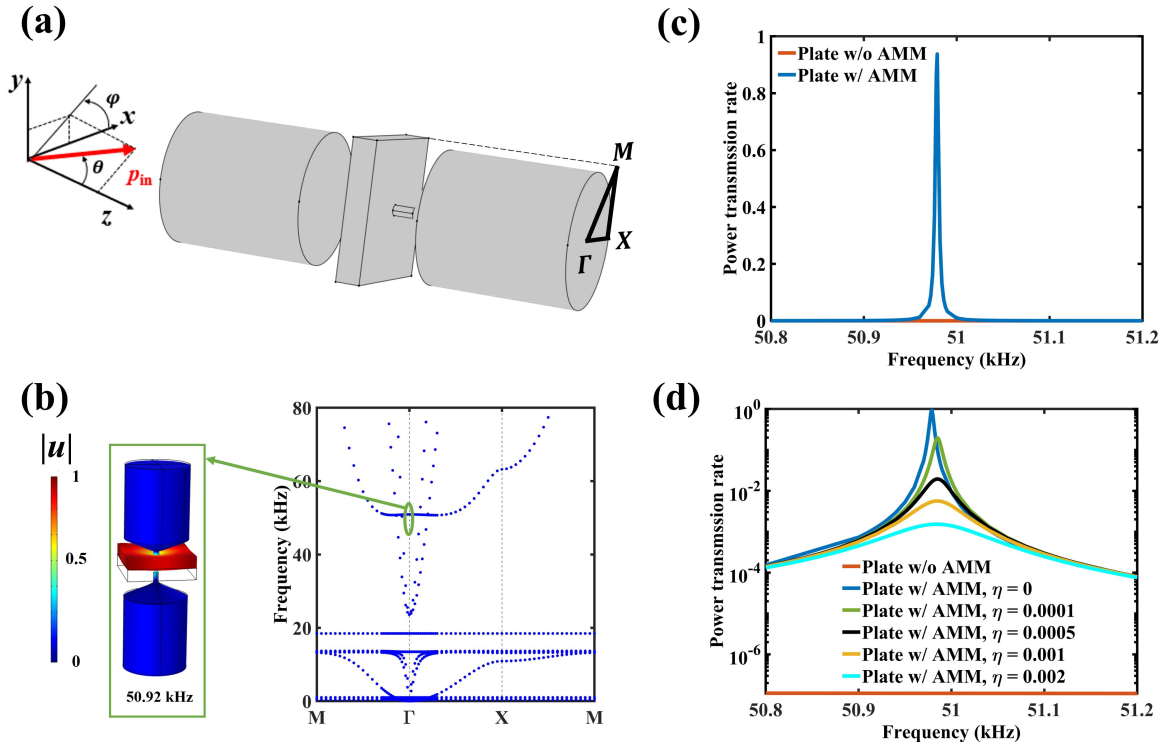 (a)
y
φ
x
θ
p_in
z
M
X
Γ
(b)
|u|
1
0.5
0
50.92 kHz
Frequency (kHz)
80
60
40
20
0
M
Γ
X
M
(c)
Power transmssion rate
1
0.8
0.6
0.4
0.2
0
Plate w/o AMM
Plate w/ AMM
50.8
50.9
51
51.1
51.2
Frequency (kHz)
(d)
Power transmssion rate
10^0
10^-2
10^-4
10^-6
Plate w/o AMM
Plate w/ AMM, η = 0
Plate w/ AMM, η = 0.0001
Plate w/ AMM, η = 0.0005
Plate w/ AMM, η = 0.001
Plate w/ AMM, η = 0.002
50.8
50.9
51
51.1
51.2
Frequency (kHz)